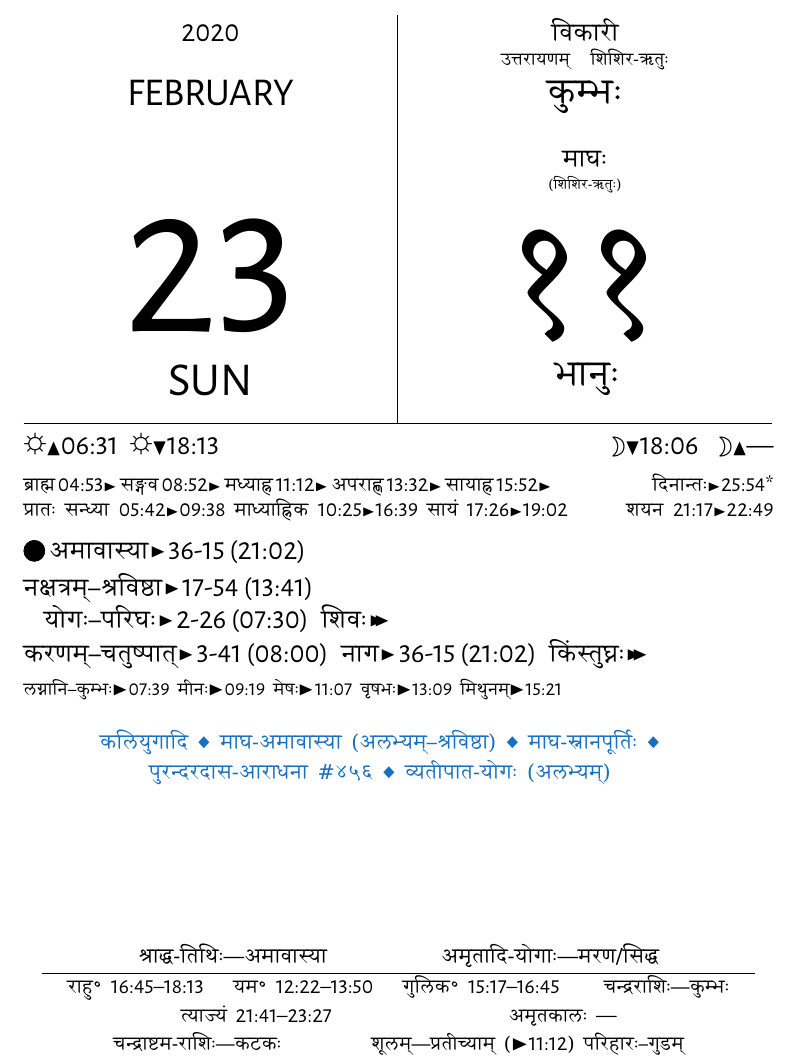 2020
FEBRUARY
23
SUN
विकारी
उत्तरायणम् शिशिर-ऋतुः
कुम्भः
माघः
(शिशिर-ऋतुः)
११
भानुः
☼▲06:31 ☼▼18:13 ☽▼18:06 ☽▲—
ब्राह्म 04:53► सङ्गव 08:52► मध्याह्न 11:12► अपराह्ण 13:32► सायाह्न 15:52► दिनान्तः►25:54*
प्रातः सन्ध्या 05:42►09:38 माध्याह्निक 10:25►16:39 सायं 17:26►19:02 शयन 21:17►22:49
●अमावास्या►36-15 (21:02)
नक्षत्रम्–श्रविष्ठा►17-54 (13:41)
योगः–परिघः►2-26 (07:30) शिवः►►
करणम्–चतुष्पात्►3-41 (08:00) नाग►36-15 (21:02) किंस्तुघ्नः►►
लग्नानि–कुम्भः►07:39 मीनः►09:19 मेषः►11:07 वृषभः►13:09 मिथुनम्►15:21
कलियुगादि ◆ माघ-अमावास्या (अलभ्यम्–श्रविष्ठा) ◆ माघ-स्नानपूर्तिः ◆
पुरन्दरदास-आराधना #४५६ ◆ व्यतीपात-योगः (अलभ्यम्)
श्राद्ध-तिथिः—अमावास्या अमृतादि-योगाः—मरण/सिद्ध
राहु॰ 16:45–18:13 यम॰ 12:22–13:50 गुलिक॰ 15:17–16:45 चन्द्रराशिः—कुम्भः
त्याज्यं 21:41–23:27 अमृतकालः —
चन्द्राष्टम-राशिः—कटकः शूलम्—प्रतीच्याम् (►11:12) परिहारः–गुडम्